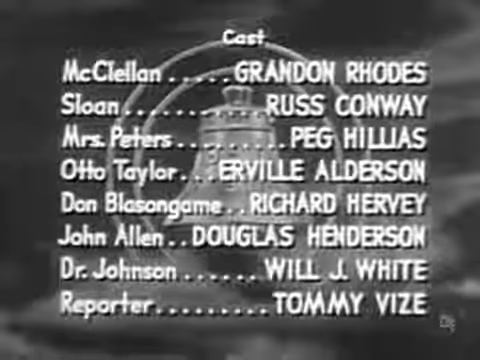 Cast
McClellan.....GRANDON RHODES
Sloan.........RUSS CONWAY
Mrs. Peters.........PEG HILLIAS
Otto Taylor...ERVILLE ALDERSON
Don Blasongame..RICHARD HERVEY
John Allen..DOUGLAS HENDERSON
Dr. Johnson......WILL J. WHITE
Reporter.........TOMMY VIZE